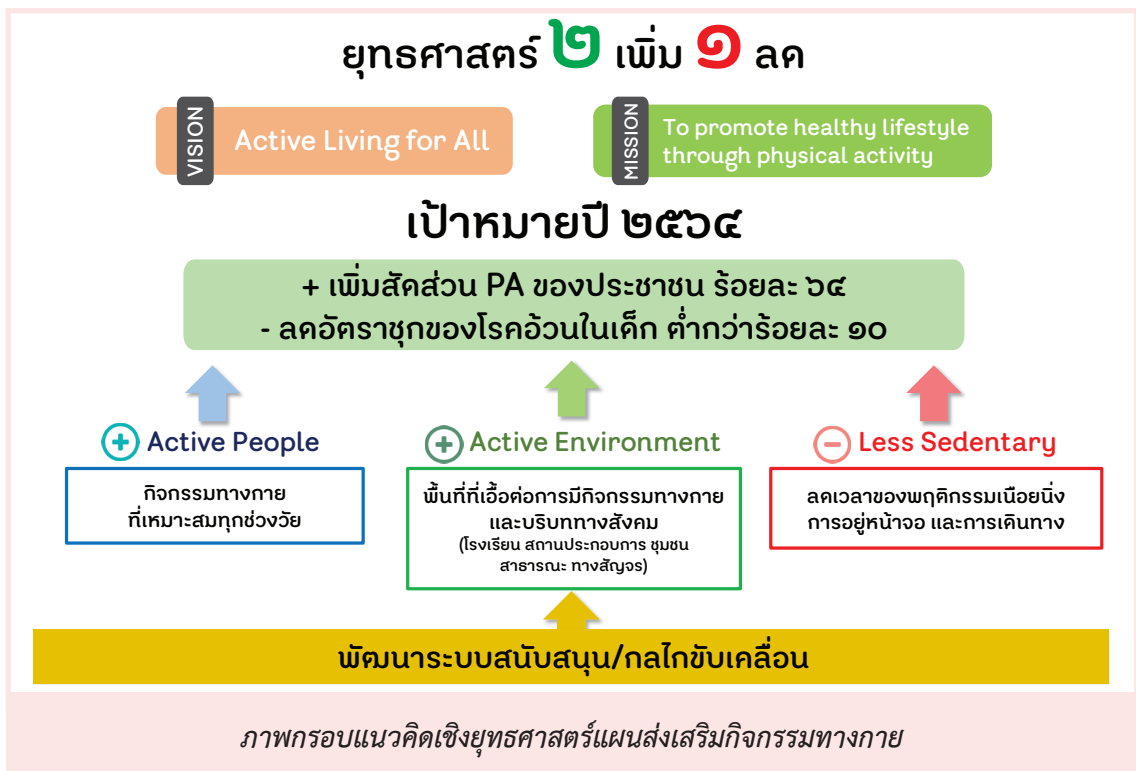 ยุทธศาสตร์ ๒ เพิ่ม ๑ ลด
VISION
Active Living for All
MISSION
To promote healthy lifestyle
through physical activity
เป้าหมายปี ๒๕๖๔
+ เพิ่มสัดส่วน PA ของประชาชน ร้อยละ ๖๔
- ลดอัตราชุกของโรคอ้วนในเด็ก ต่ำกว่าร้อยละ ๑๐
+ Active People
กิจกรรมทางกาย
ที่เหมาะสมทุกช่วงวัย
+ Active Environment
พื้นที่ที่เอื้อต่อการมีกิจกรรมทางกาย
และบริบททางสังคม
(โรงเรียน สถานประกอบการ ชุมชน
สาธารณะ ทางสัญจร)
− Less Sedentary
ลดเวลาของพฤติกรรมเนือยนิ่ง
การอยู่หน้าจอ และการเดินทาง
พัฒนาระบบสนับสนุน/กลไกขับเคลื่อน
ภาพกรอบแนวคิดเชิงยุทธศาสตร์แผนส่งเสริมกิจกรรมทางกาย